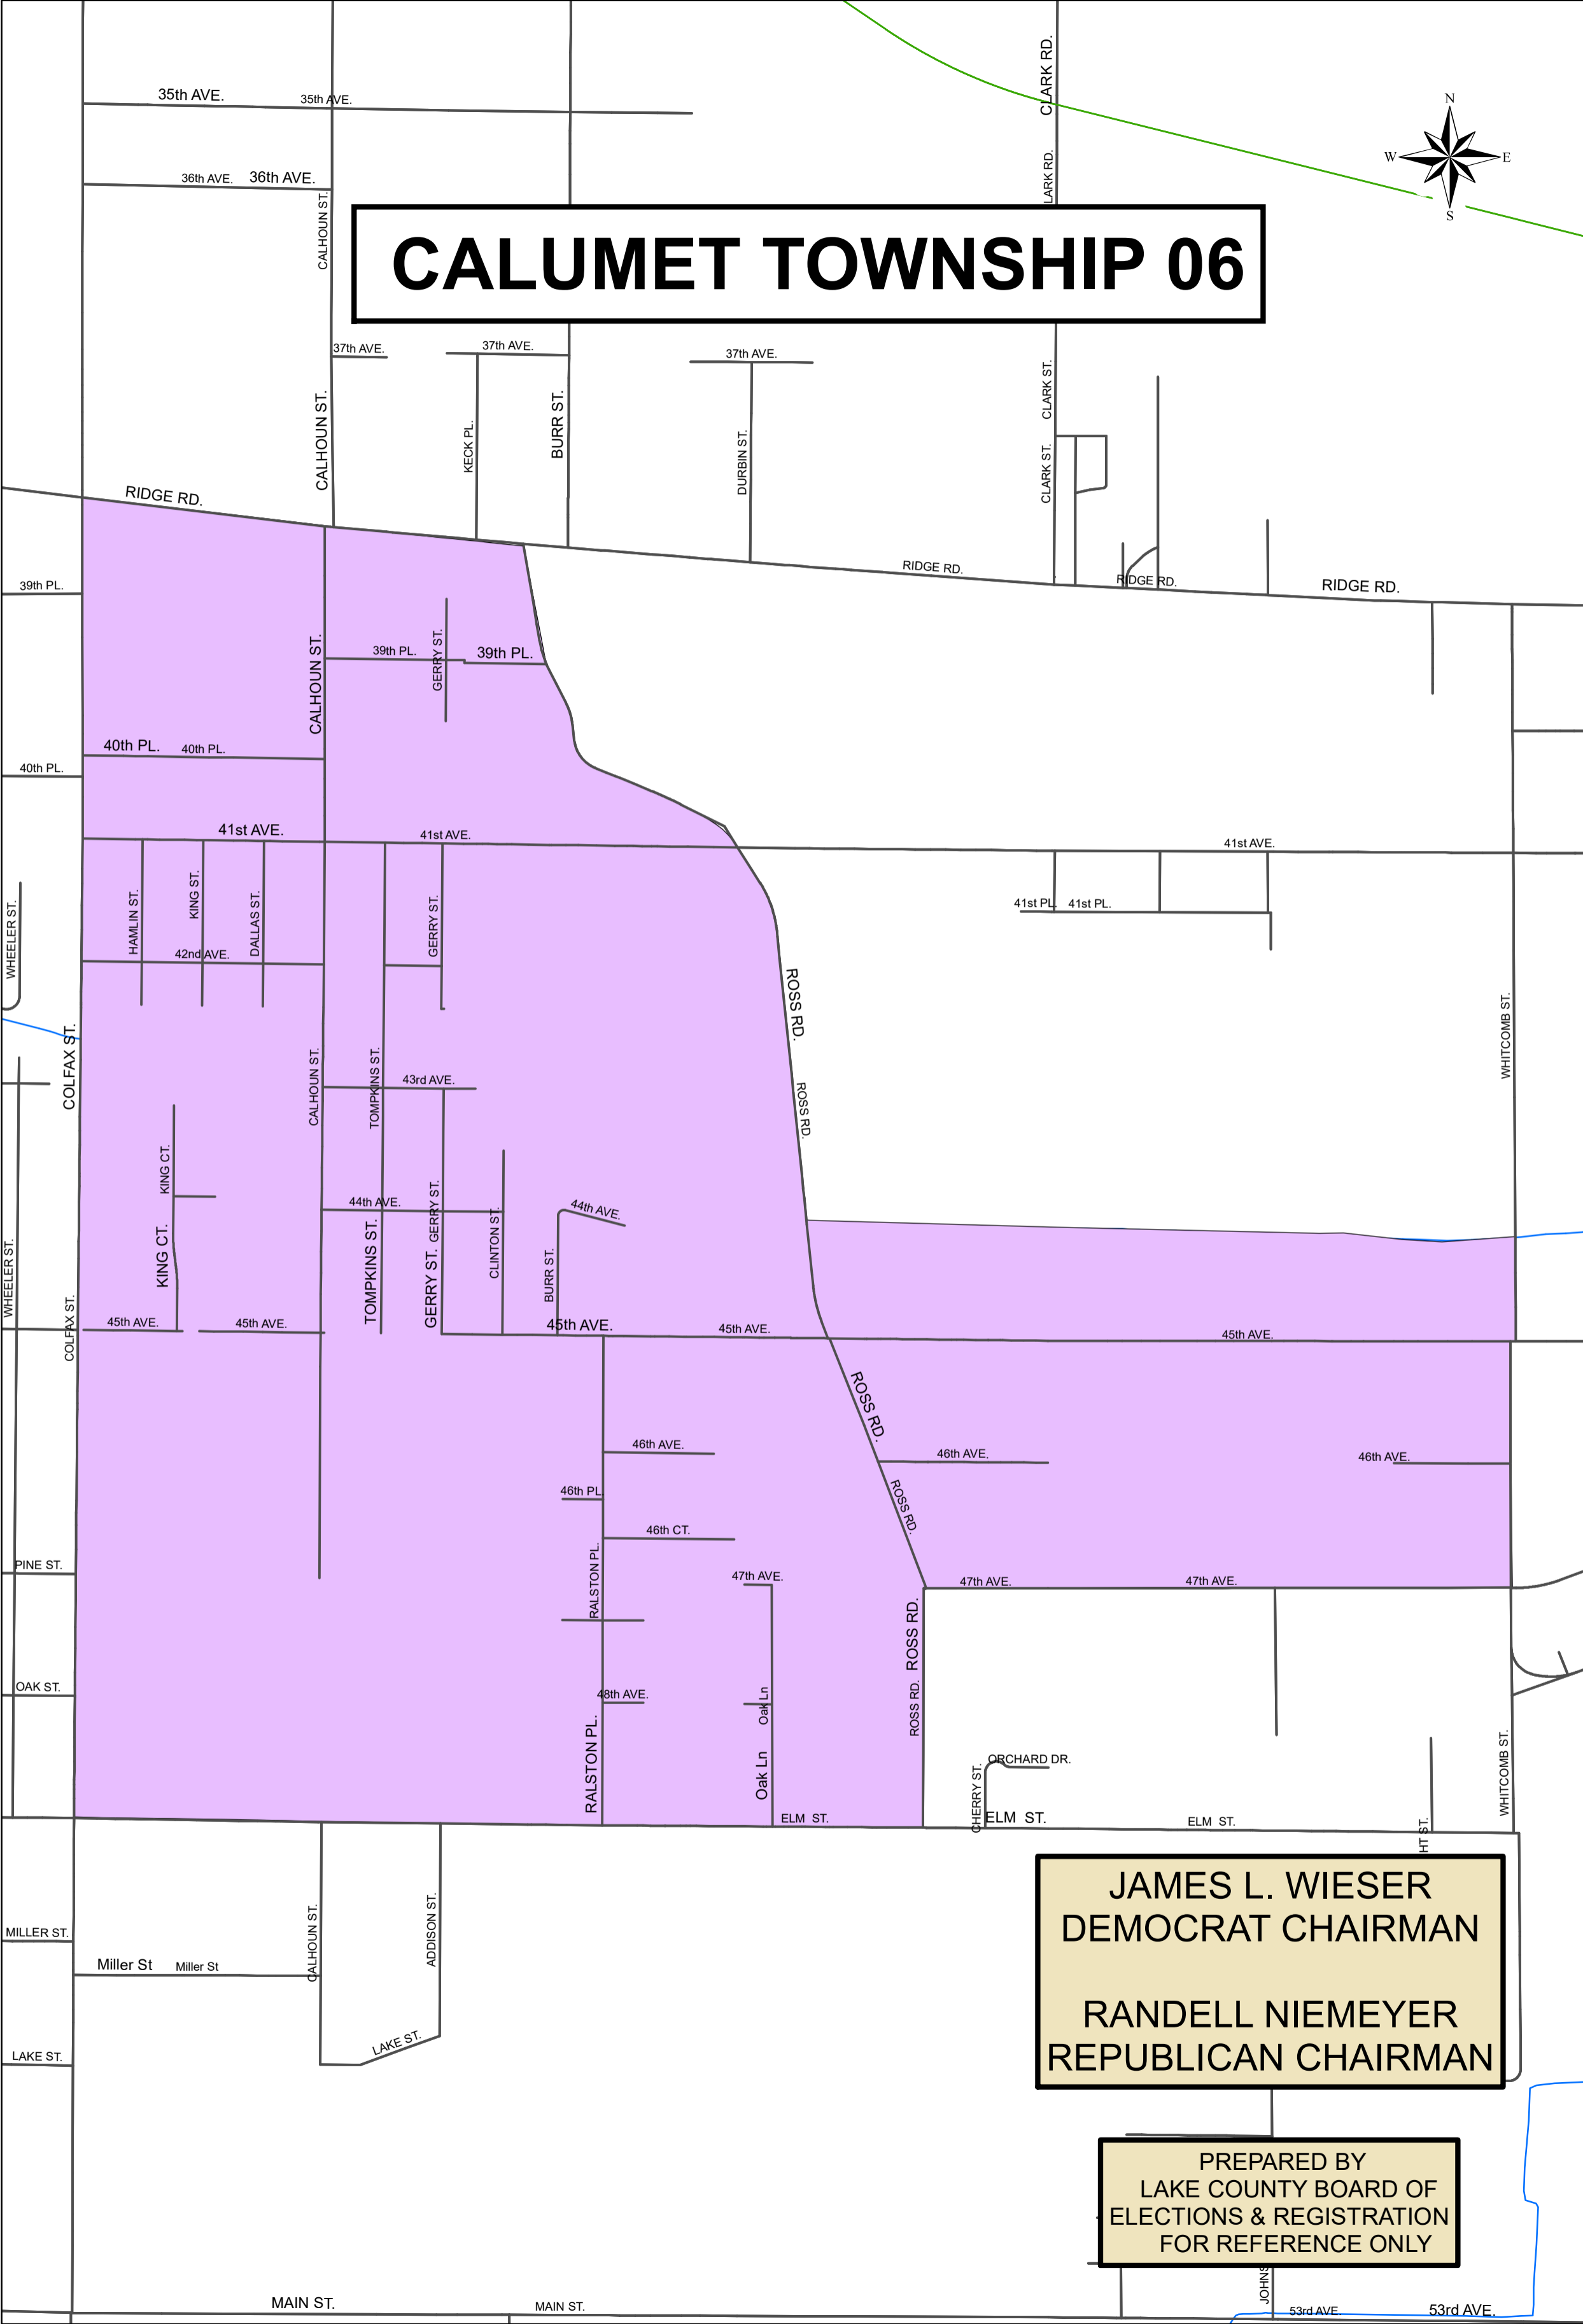 35th AVE.
35th AVE.
CLARK RD.
N
W
E
S
36th AVE.
36th AVE.
LARK RD.
CALHOUN ST.
CALUMET TOWNSHIP 06
37th AVE.
37th AVE.
37th AVE.
CALHOUN ST.
KECK PL.
BURR ST.
DURBIN ST.
CLARK ST.
CLARK ST.
RIDGE RD.
RIDGE RD.
RIDGE RD.
RIDGE RD.
39th PL.
CALHOUN ST.
39th PL.
GERRY ST.
39th PL.
40th PL.
40th PL.
40th PL.
41st AVE.
41st AVE.
41st AVE.
WHEELER ST.
HAMLIN ST.
KING ST.
DALLAS ST.
GERRY ST.
41st PL.
41st PL.
42nd AVE.
ROSS RD.
WHITCOMB ST.
COLFAX ST.
CALHOUN ST.
TOMPKINS ST.
43rd AVE.
ROSS RD.
KING CT.
KING CT.
44th AVE.
TOMPKINS ST.
GERRY ST.
GERRY ST.
CLINTON ST.
44th AVE.
BURR ST.
WHEELER ST.
COLFAX ST.
45th AVE.
45th AVE.
45th AVE.
45th AVE.
45th AVE.
ROSS RD.
46th AVE.
46th AVE.
46th AVE.
46th PL.
ROSS RD.
46th CT.
PINE ST.
RALSTON PL.
47th AVE.
47th AVE.
47th AVE.
ROSS RD.
OAK ST.
48th AVE.
Oak Ln
ROSS RD.
RALSTON PL.
Oak Ln
ORCHARD DR.
CHERRY ST.
WHITCOMB ST.
ELM ST.
ELM ST.
ELM ST.
HT ST.
JAMES L. WIESER
DEMOCRAT CHAIRMAN
RANDELL NIEMEYER
REPUBLICAN CHAIRMAN
MILLER ST.
Miller St
Miller St
CALHOUN ST.
ADDISON ST.
LAKE ST.
LAKE ST.
PREPARED BY
LAKE COUNTY BOARD OF
ELECTIONS & REGISTRATION
FOR REFERENCE ONLY
JOHNS
MAIN ST.
MAIN ST.
53rd AVE.
53rd AVE.